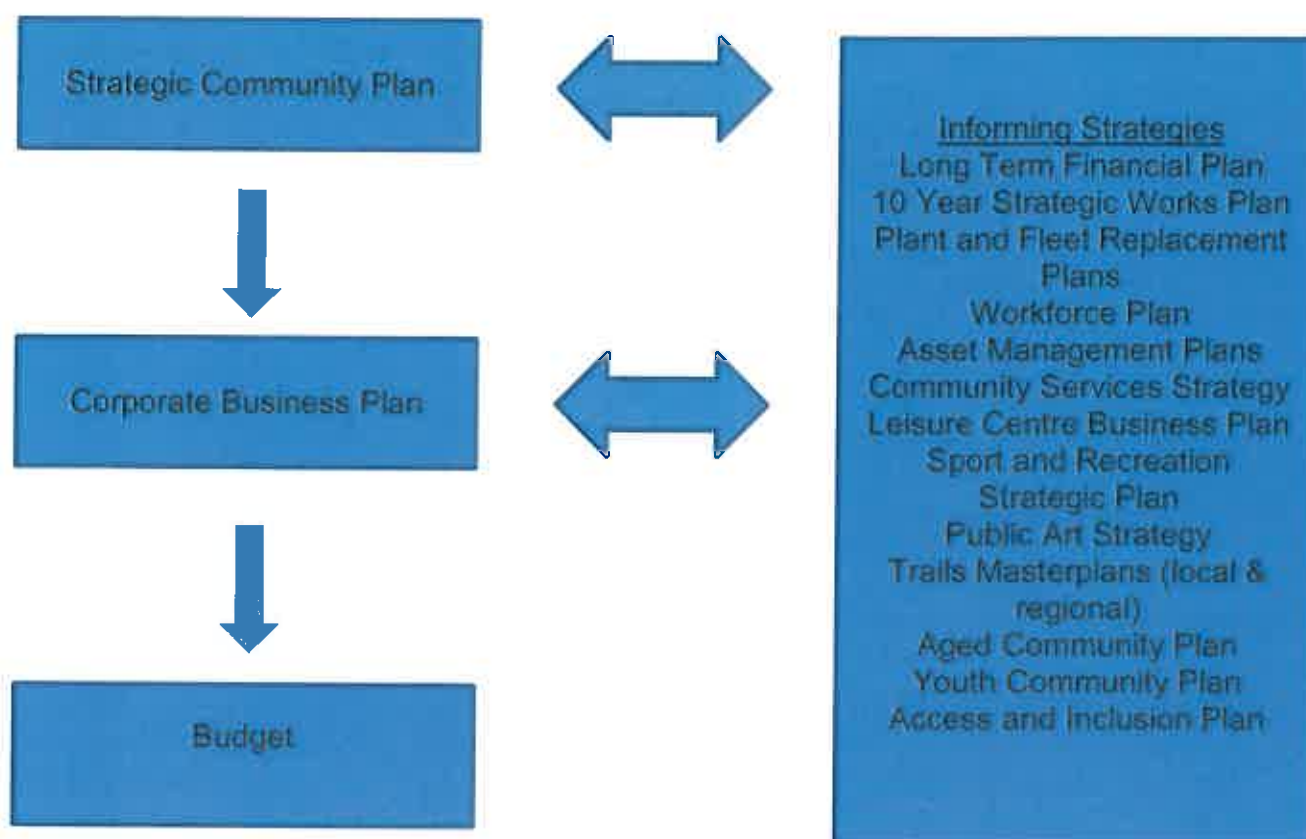 Strategic Community Plan
Corporate Business Plan
Budget
Informing Strategies
Long Term Financial Plan
10 Year Strategic Works Plan
Plant and Fleet Replacement
Plans
Workforce Plan
Asset Management Plans
Community Services Strategy
Leisure Centre Business Plan
Sport and Recreation
Strategic Plan
Public Art Strategy
Trails Masterplans (local &
regional)
Aged Community Plan
Youth Community Plan
Access and Inclusion Plan